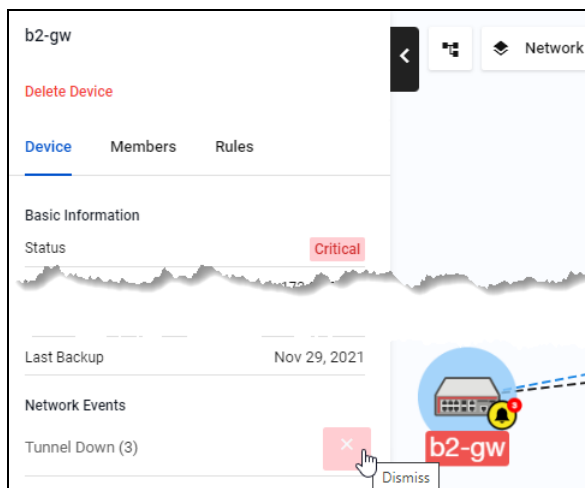 b2-gw
Network
Delete Device
Device Members Rules
Basic Information
Status Critical
Last Backup Nov 29, 2021
Network Events
Tunnel Down (3)
3
b2-gw
Dismiss